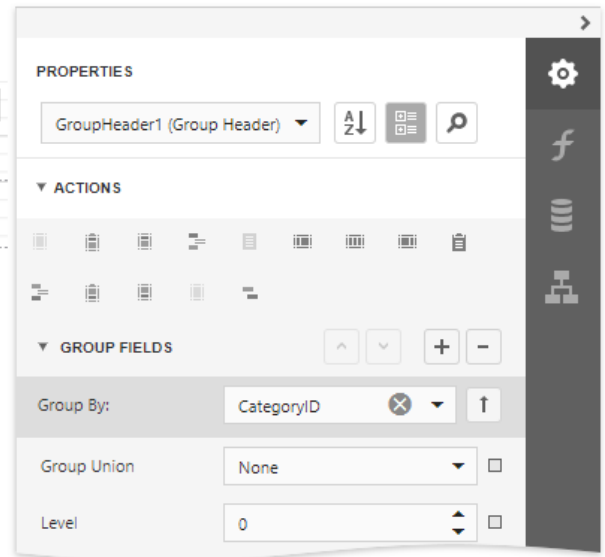 PROPERTIES
GroupHeader1 (Group Header)
A
Z
ACTIONS
GROUP FIELDS
Group By:
CategoryID
Group Union
None
Level
0